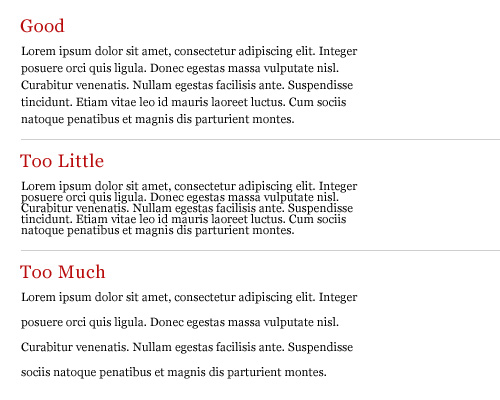 Good
Lorem ipsum dolor sit amet, consectetur adipiscing elit. Integer
posuere orci quis ligula. Donec egestas massa vulputate nisl.
Curabitur venenatis. Nullam egestas facilisis ante. Suspendisse
tincidunt. Etiam vitae leo id mauris laoreet luctus. Cum sociis
natoque penatibus et magnis dis parturient montes.
Too Little
Lorem ipsum dolor sit amet, consectetur adipiscing elit. Integer
posuere orci quis ligula. Donec egestas massa vulputate nisl.
Curabitur venenatis. Nullam egestas facilisis ante. Suspendisse
tincidunt. Etiam vitae leo id mauris laoreet luctus. Cum sociis
natoque penatibus et magnis dis parturient montes.
Too Much
Lorem ipsum dolor sit amet, consectetur adipiscing elit. Integer
posuere orci quis ligula. Donec egestas massa vulputate nisl.
Curabitur venenatis. Nullam egestas facilisis ante. Suspendisse
sociis natoque penatibus et magnis dis parturient montes.